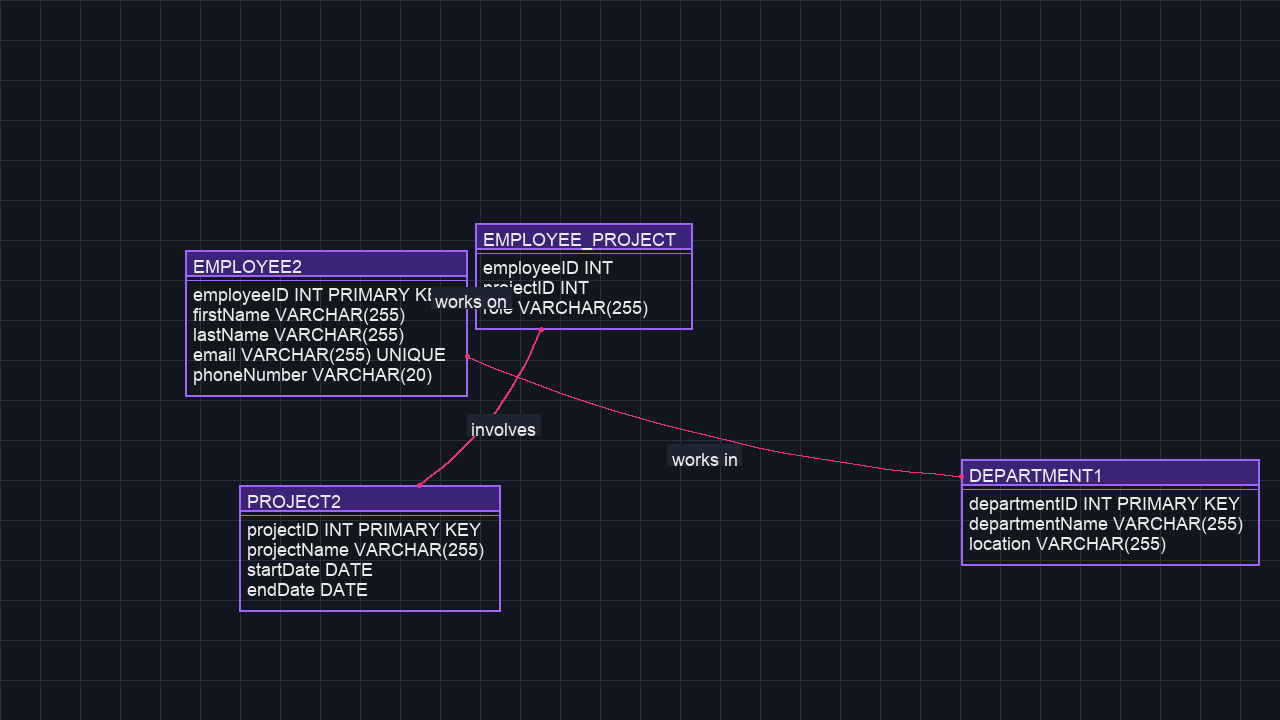 EMPLOYEE_PROJECT
employeeID INT
projectID INT
role VARCHAR(255)
EMPLOYEE2
employeeID INT PRIMARY
firstName VARCHAR(255)
lastName VARCHAR(255)
email VARCHAR(255) UNIQUE
phoneNumber VARCHAR(20)
works on
involves
works in
PROJECT2
projectID INT PRIMARY KEY
projectName VARCHAR(255)
startDate DATE
endDate DATE
DEPARTMENT1
departmentID INT PRIMARY KEY
departmentName VARCHAR(255)
location VARCHAR(255)